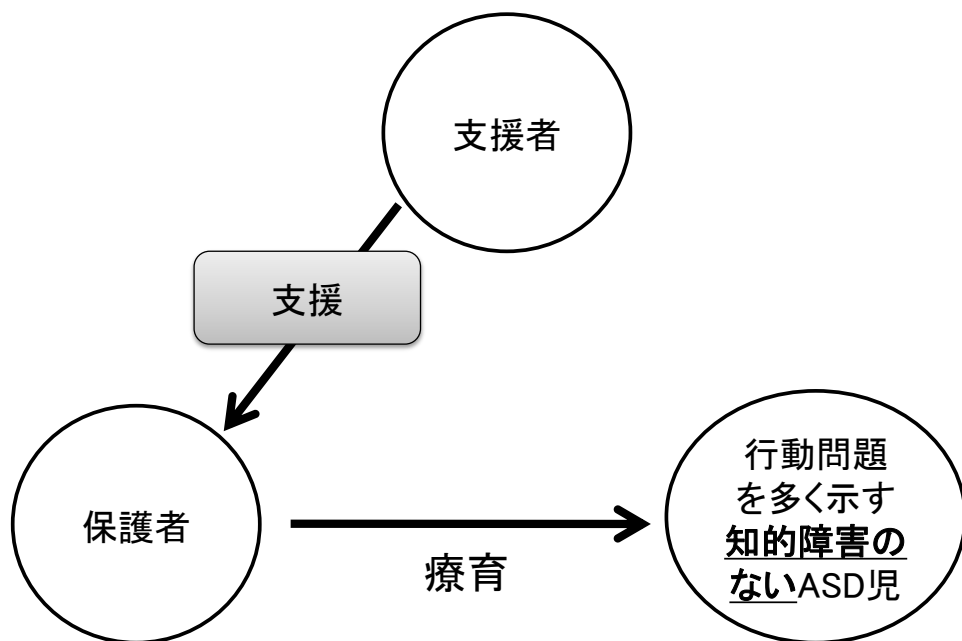 支援者
支援
保護者
療育
行動問題
を多く示す
知的障害の
ないASD児